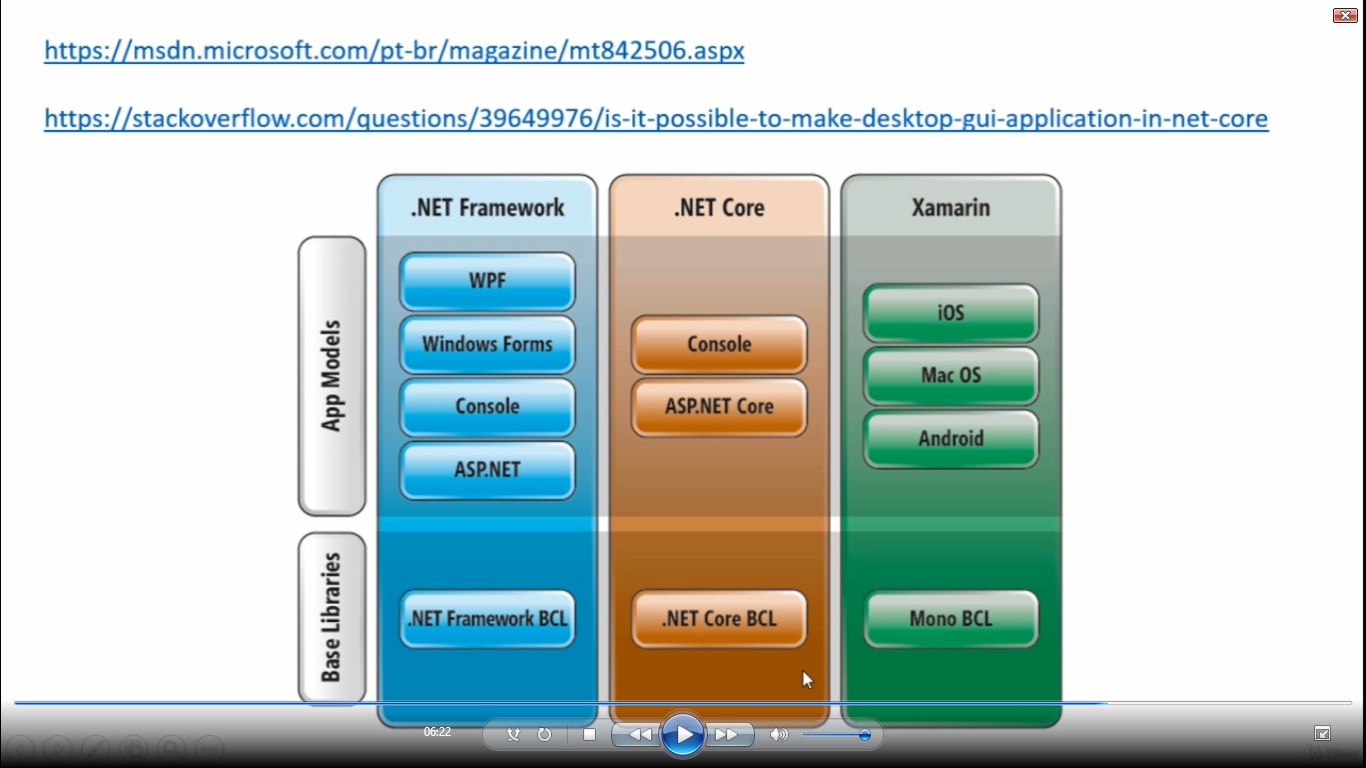 https://msdn.microsoft.com/pt-br/magazine/mt842506.aspx
https://stackoverflow.com/questions/39649976/is-it-possible-to-make-desktop-gui-application-in-net-core
.NET Framework
.NET Core
Xamarin
App Models
WPF
Windows Forms
Console
ASP.NET
Console
ASP.NET Core
iOS
Mac OS
Android
Base Libraries
.NET Framework BCL
.NET Core BCL
Mono BCL
06:22